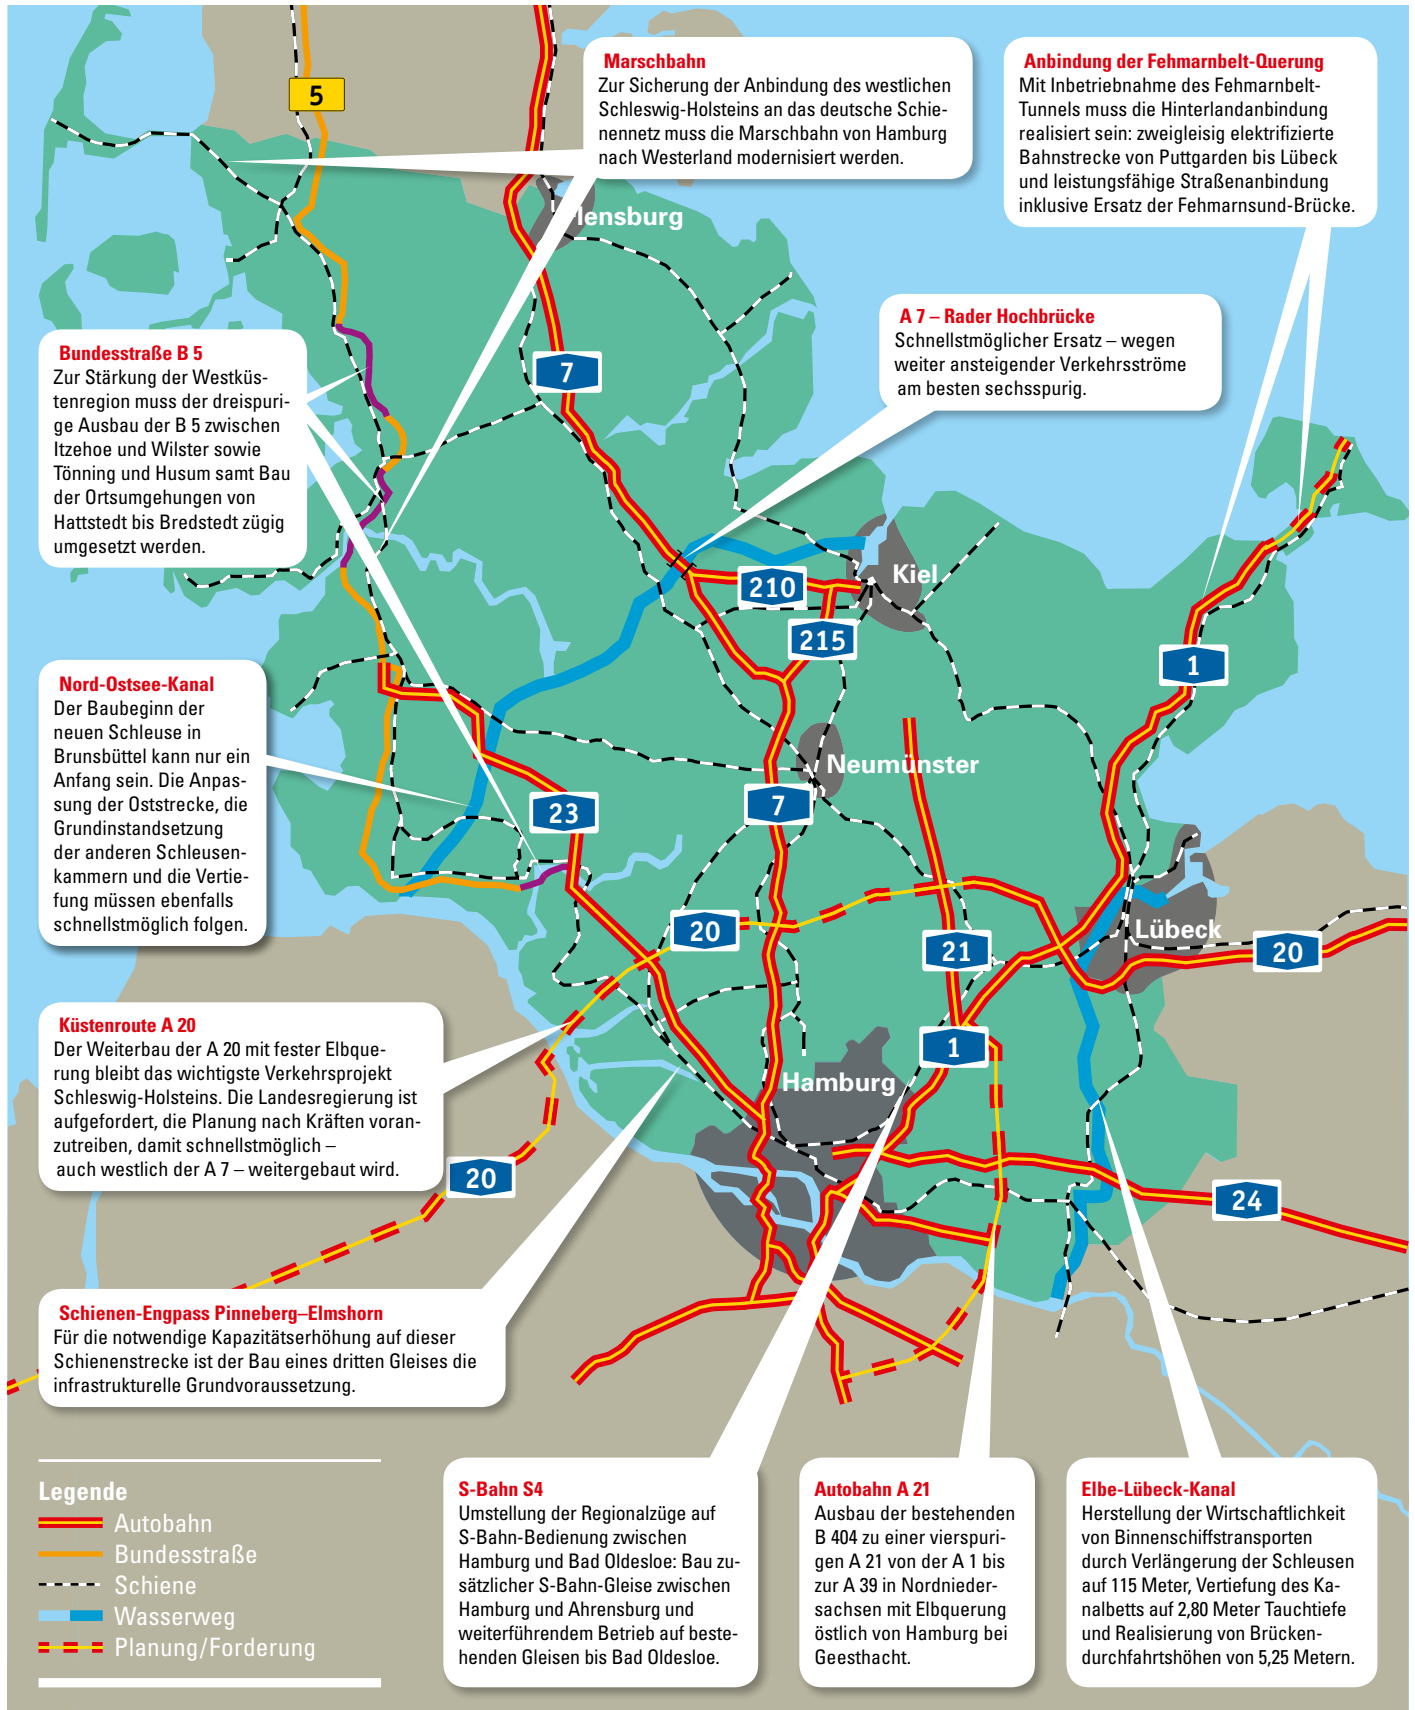 Marschbahn
Zur Sicherung der Anbindung des westlichen
Schleswig-Holsteins an das deutsche Schie-
nennetz muss die Marschbahn von Hamburg
nach Westerland modernisiert werden.
Anbindung der Fehmarnbelt-Querung
Mit Inbetriebnahme des Fehmarnbelt-
Tunnels muss die Hinterlandanbindung
realisiert sein: zweigleisig elektrifizierte
Bahnstrecke von Puttgarden bis Lübeck
und leistungsfähige Straßenanbindung
inklusive Ersatz der Fehmarnsund-Brücke.
5
lensburg
A 7 – Rader Hochbrücke
Schnellstmöglicher Ersatz – wegen
weiter ansteigender Verkehrsströme
am besten sechsspurig.
Bundesstraße B 5
Zur Stärkung der Westküs-
tenregion muss der dreispuri-
ge Ausbau der B 5 zwischen
Itzehoe und Wilster sowie
Tönning und Husum samt Bau
der Ortsumgehungen von
Hattstedt bis Bredstedt zügig
umgesetzt werden.
7
Kiel
210
215
1
Nord-Ostsee-Kanal
Der Baubeginn der
neuen Schleuse in
Brunsbüttel kann nur ein
Anfang sein. Die Anpas-
sung der Oststrecke, die
Grundinstandsetzung
der anderen Schleusen-
kammern und die Vertie-
fung müssen ebenfalls
schnellstmöglich folgen.
Neumünster
7
23
20
21
Lübeck
20
Küstenroute A 20
Der Weiterbau der A 20 mit fester Elbque-
rung bleibt das wichtigste Verkehrsprojekt
Schleswig-Holsteins. Die Landesregierung ist
aufgefordert, die Planung nach Kräften voran-
zutreiben, damit schnellstmöglich –
auch westlich der A 7 – weitergebaut wird.
1
Hamburg
20
24
Schienen-Engpass Pinneberg–Elmshorn
Für die notwendige Kapazitätserhöhung auf dieser
Schienenstrecke ist der Bau eines dritten Gleises die
infrastrukturelle Grundvoraussetzung.
Legende
Autobahn
Bundesstraße
Schiene
Wasserweg
Planung/Forderung
S-Bahn S4
Umstellung der Regionalzüge auf
S-Bahn-Bedienung zwischen
Hamburg und Bad Oldesloe: Bau zu-
sätzlicher S-Bahn-Gleise zwischen
Hamburg und Ahrensburg und
weiterführendem Betrieb auf beste-
henden Gleisen bis Bad Oldesloe.
Autobahn A 21
Ausbau der bestehenden
B 404 zu einer vierspuri-
gen A 21 von der A 1 bis
zur A 39 in Nordnieder-
sachsen mit Elbquerung
östlich von Hamburg bei
Geesthacht.
Elbe-Lübeck-Kanal
Herstellung der Wirtschaftlichkeit
von Binnenschiffstransporten
durch Verlängerung der Schleusen
auf 115 Meter, Vertiefung des Ka-
nalbetts auf 2,80 Meter Tauchtiefe
und Realisierung von Brücken-
durchfahrtshöhen von 5,25 Metern.